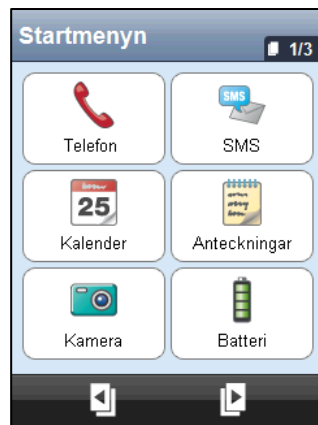 Startmenyn
1/3
SMS
Telefon
SMS
25
Kalender
Anteckningar
Kamera
Batteri